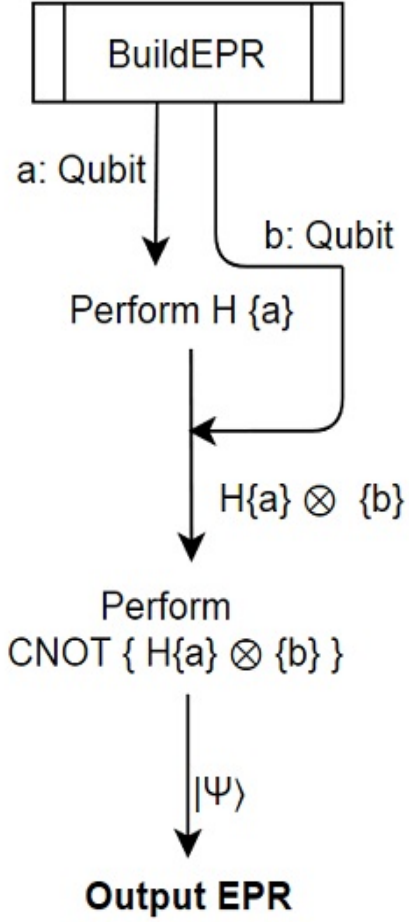 BuildEPR
a: Qubit
b: Qubit
Perform H {a}
H{a} ⊗ {b}
Perform
CNOT { H{a} ⊗ {b} }
|Ψ⟩
Output EPR